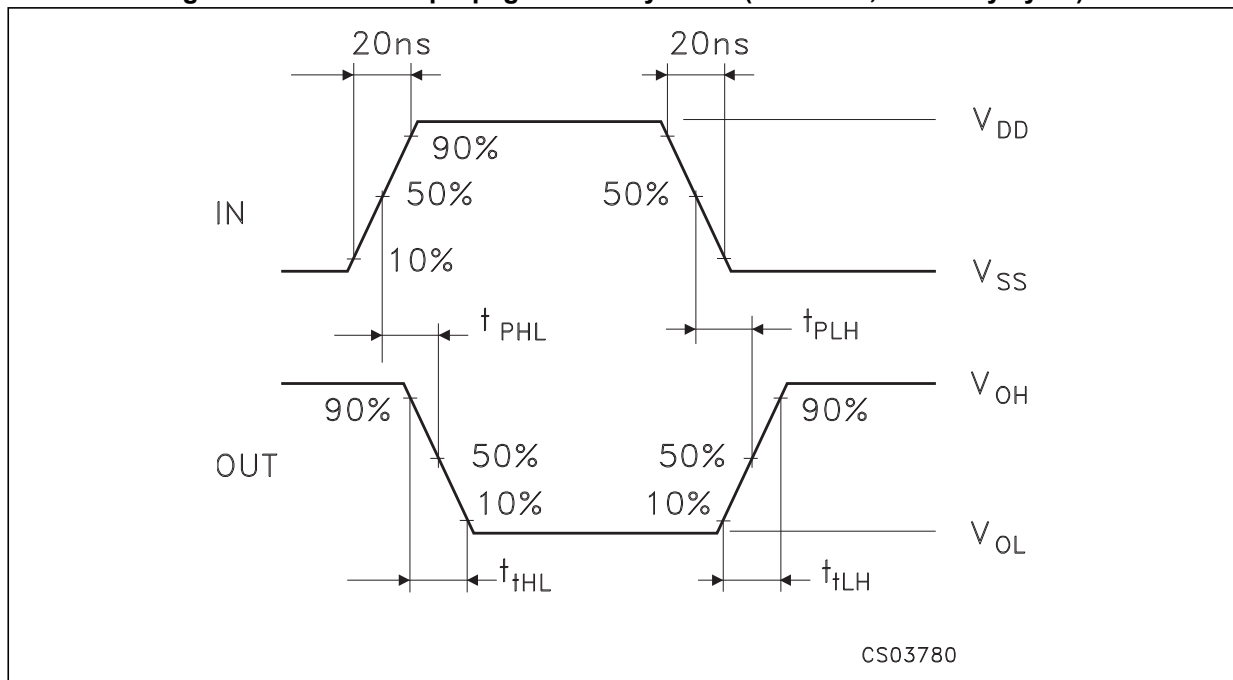 20ns 20ns
V DD
90%
50% 50%
IN
10%
V SS
t PHL t PLH
V OH
90% 90%
50% 50%
OUT
10% 10%
V OL
t tHL t tLH
CS03780